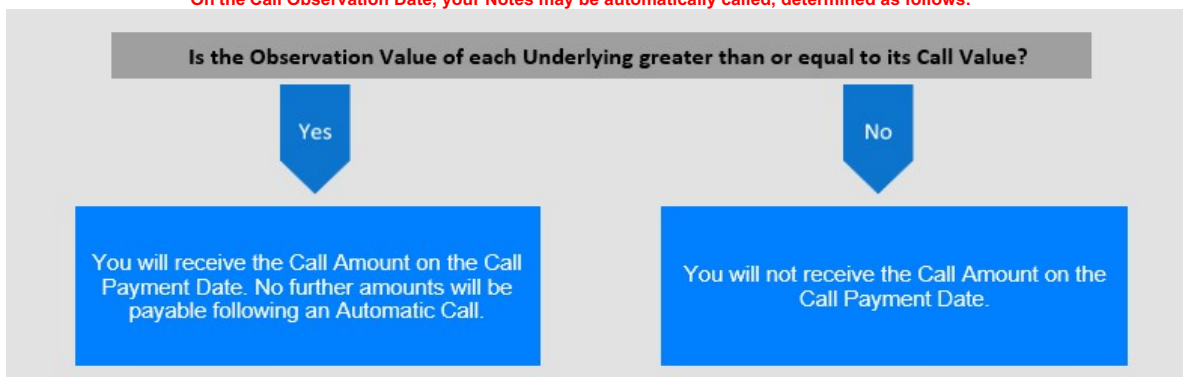 On the Call Observation Date, your Notes may be automatically called, determined as follows:
Is the Observation Value of each Underlying greater than or equal to its Call Value?
Yes
No
You will receive the Call Amount on the Call
Payment Date. No further amounts will be
payable following an Automatic Call.
You will not receive the Call Amount on the
Call Payment Date.